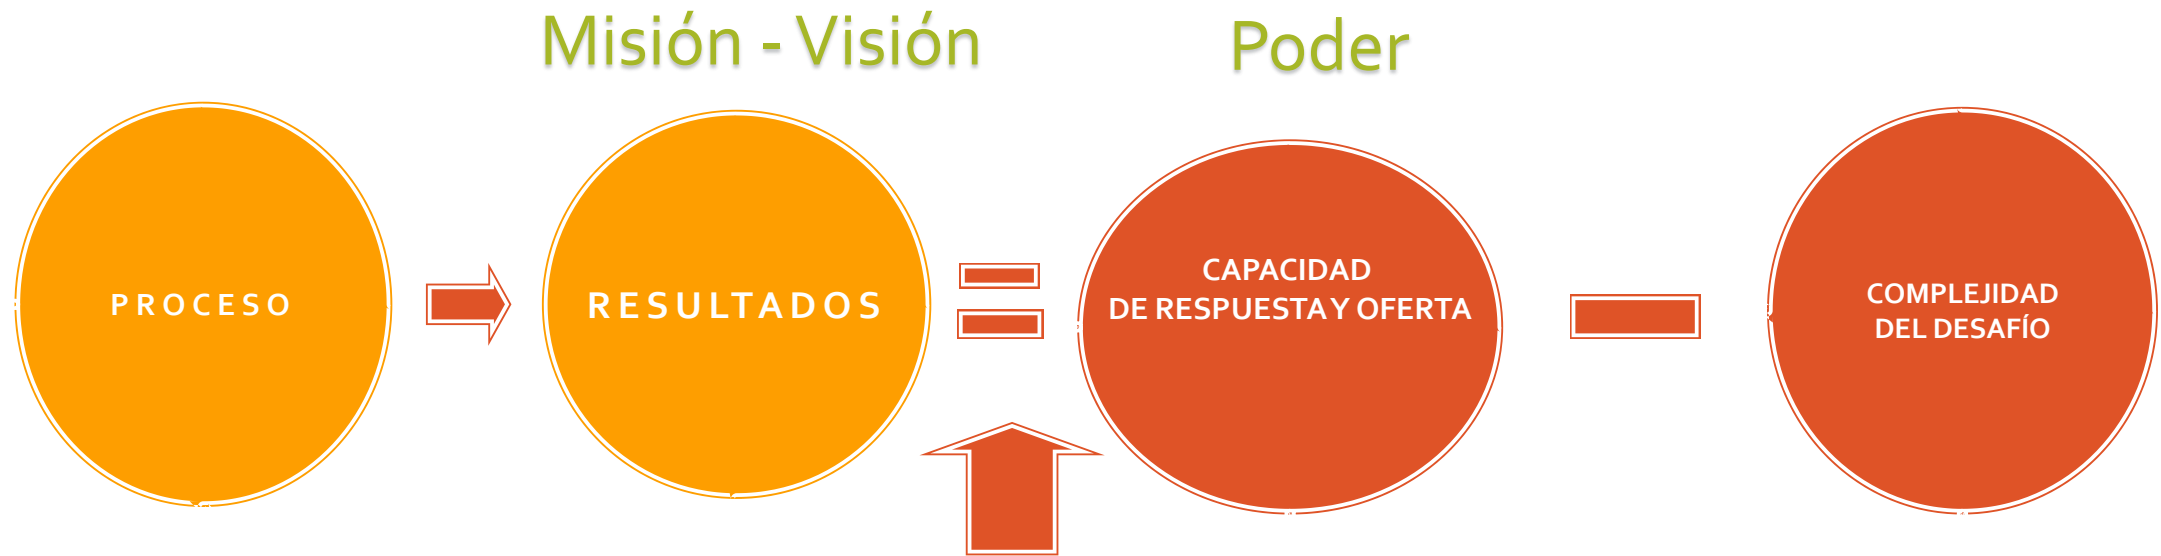 Misión - Visión
Poder
PROCESO
RESULTADOS
CAPACIDAD
DE RESPUESTA Y OFERTA
COMPLEJIDAD
DEL DESAFÍO